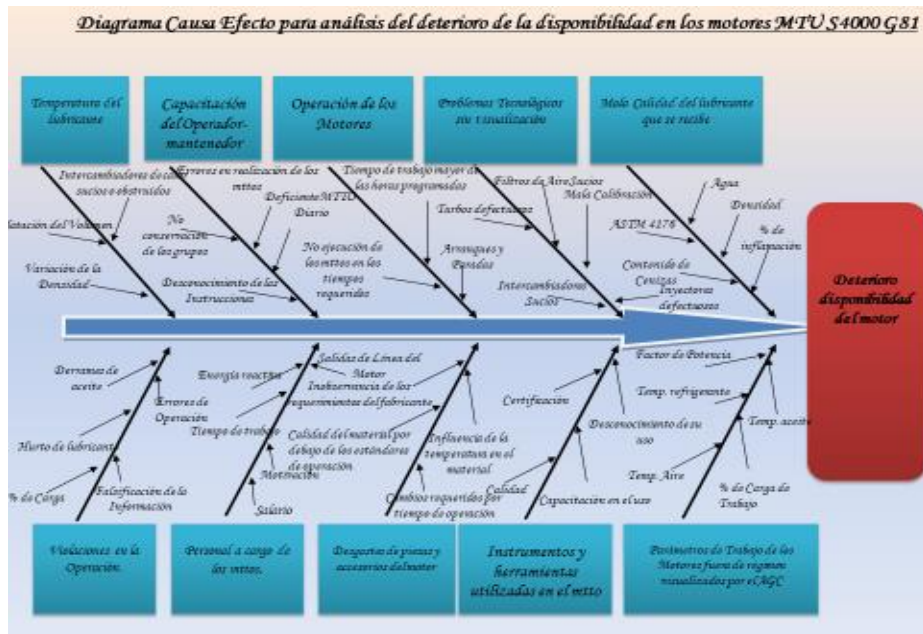 Diagrama Causa Efecto para análisis del deterioro de la disponibilidad en los motores MTU S4000 G81
Temperatura del
lubricante
Capacitación
del Operador-
mantenedor
Operación de los
Motores
Problemas Tecnológicos
sin visualización
Mala Calidad del lubricante
que se recibe
Intercambiadores de
sucios o obstruidos
del Volumen
Variación de la
Densidad
Errores en realización de los
mttos
Deficiente MTTO
Diario
No
conservación
de los grupos
Desconocimiento de las
Instrucciones
Tiempo de trabajo mayor de
las horas programadas
No ejecución de
los mttos en los
tiempos
requeridos
Arranques y
Paradas
Filtros de Aire Sucios
Turbos defectuosos
Mala Calibración
Intercambiadores
Sucios
Inyectores
defectuosos
Agua
Densidad
ASTM 4176
% de
inflamación
Contenido de
Cenizas
Deterioro
disponibilidad
del motor
Derrames de
aceite
Errores de
Operación
Hurto de lubricante
% de Carga
Falsificación de la
Información
Energía reactiva
Salidas de Línea del
Motor
Tiempo de trabajo
Motivación
Salario
Inobservancia de los
requerimientos del fabricante
Calidad del material por
debajo de los estándares
de operación
Influencia de la
temperatura en el
material
Cambios requeridos por
tiempo de operación
Certificación
Desconocimiento de su
uso
Calidad
Capacitación en el uso
Factor de Potencia
Temp. refrigerante
Temp. aceite
Temp. Aire
% de Carga de
Trabajo
Violaciones en la
Operación.
Personal a cargo de
los mttos.
Desgastes de piezas y
accesorios del motor
Instrumentos y
herramientas
utilizadas en el mtto
Parámetros de Trabajo de los
Motores fuera de régimen
visualizados por el AGC